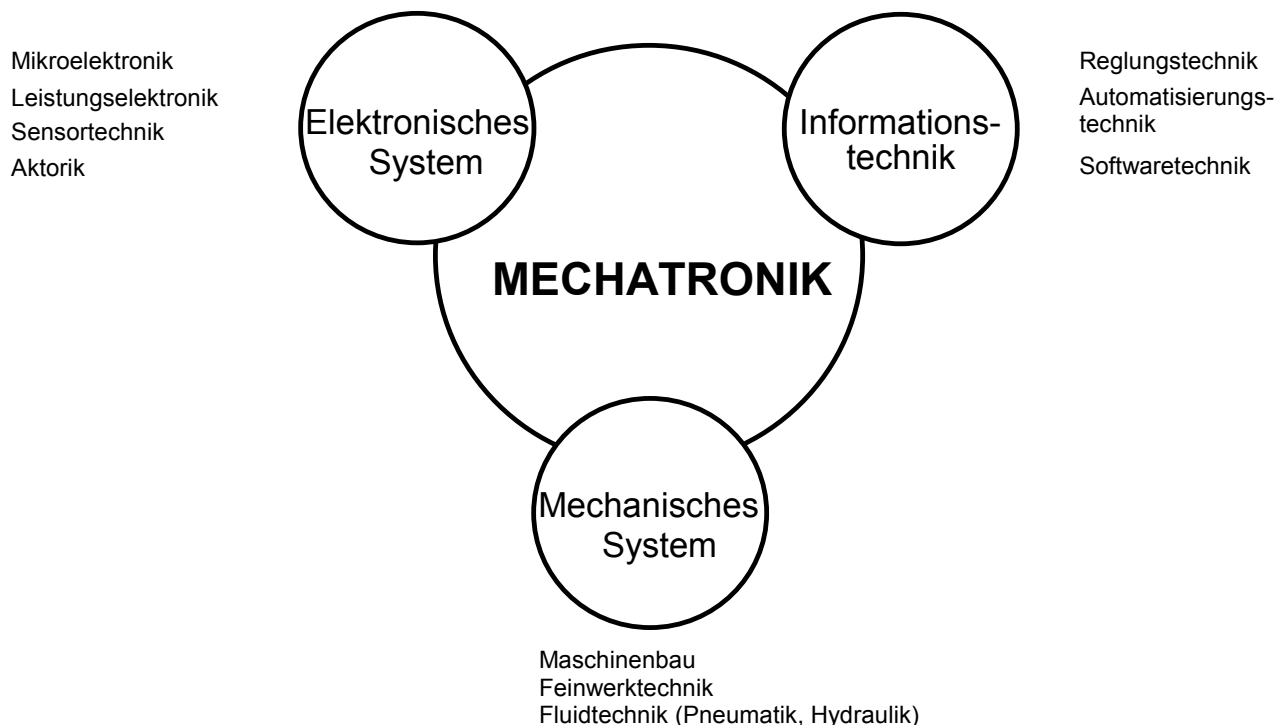 Mikroelektronik
Leistungselektronik
Sensortechnik
Aktorik
Elektronisches
System
Informations-
technik
Reglungstechnik
Automatisierungs-
technik
Softwaretechnik
MECHATRONIK
Mechanisches
System
Maschinenbau
Feinwerktechnik
Fluidtechnik (Pneumatik, Hydraulik)